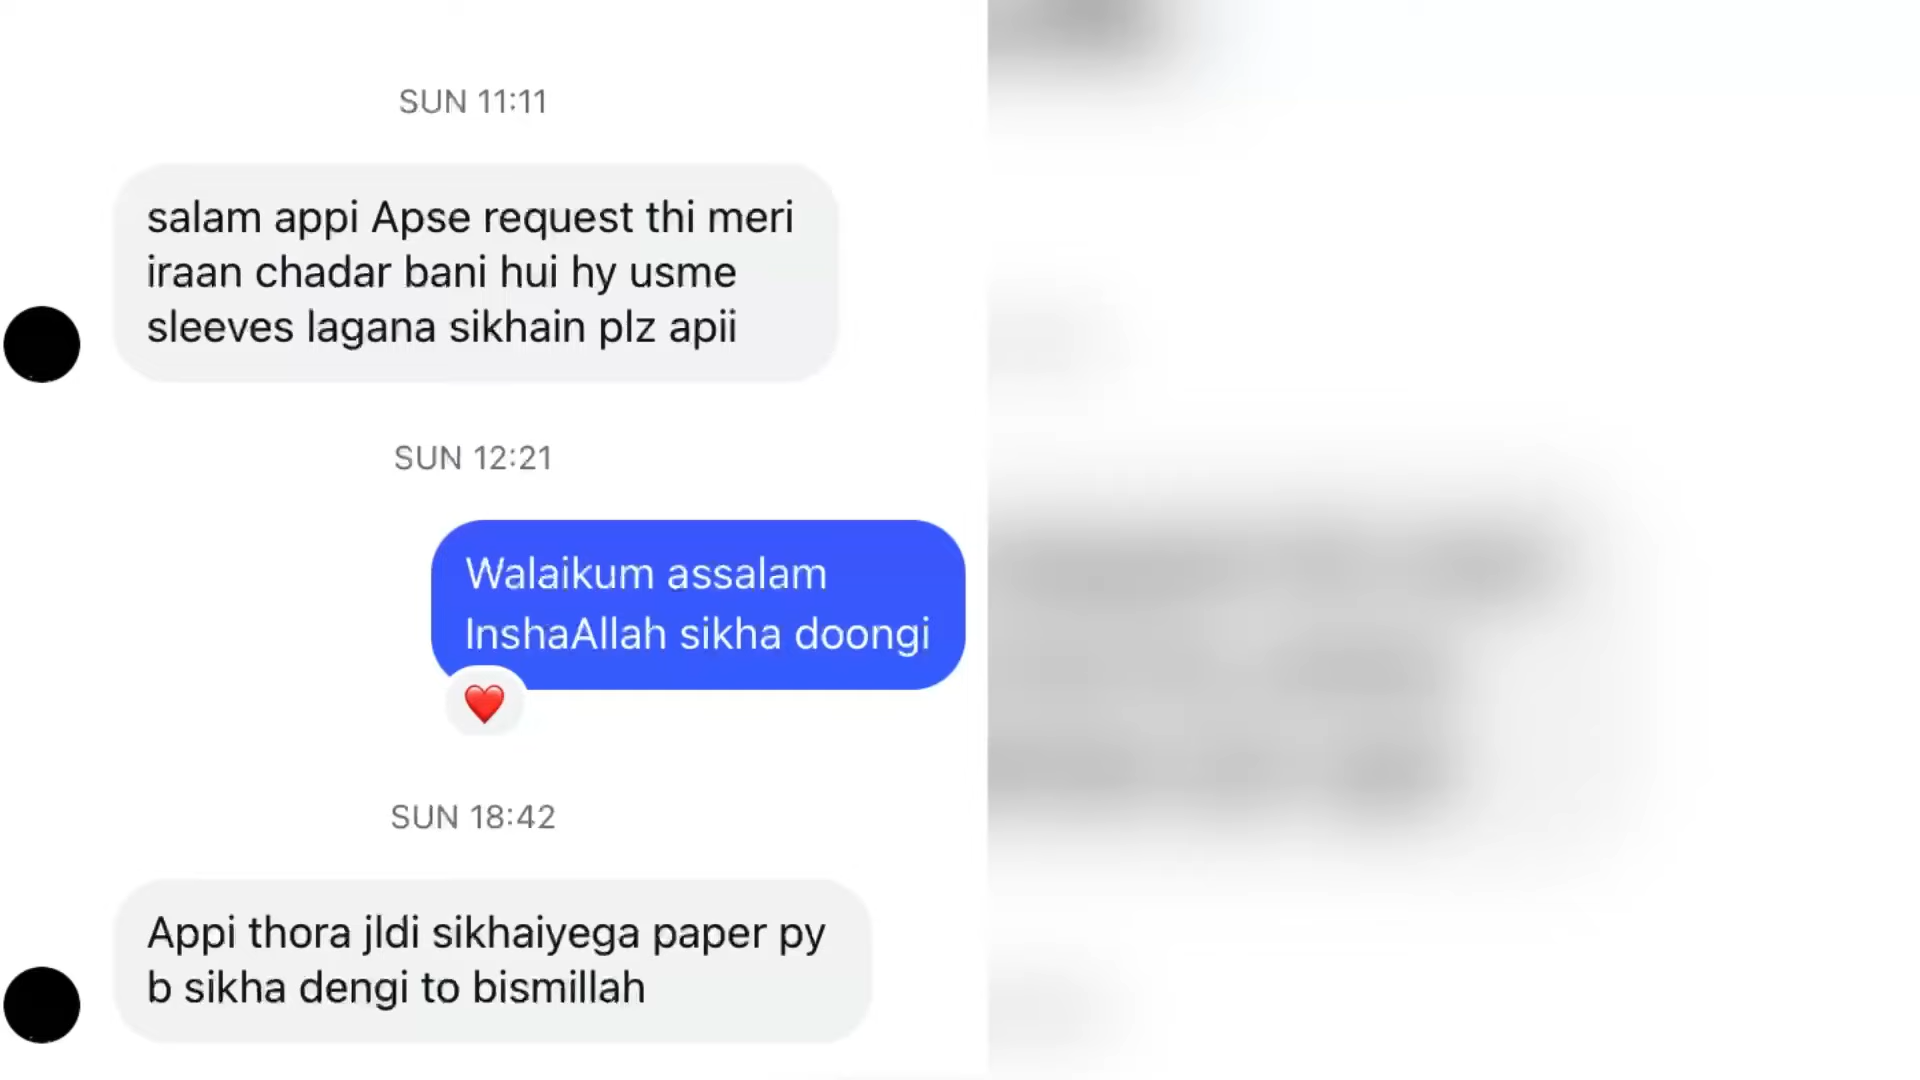 SUN 11:11
salam appi Apse request thi meri
iraan chadar bani hui hy usme
sleeves lagana sikhain plz apii
SUN 12:21
Walaikum assalam
InshaAllah sikha doongi
SUN 18:42
Appi thora jldi sikhaiyega paper py
b sikha dengi to bismillah